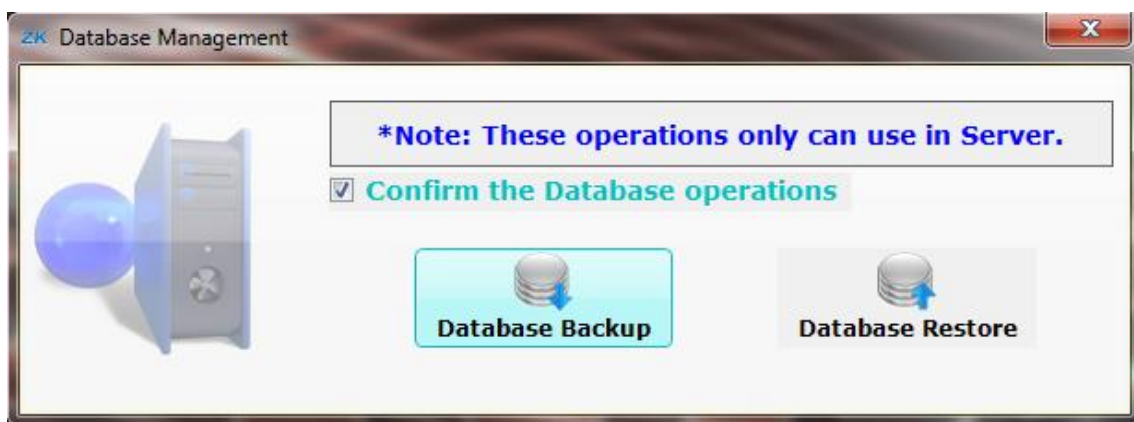 ZK Database Management
*Note: These operations only can use in Server.
Confirm the Database operations
Database Backup
Database Restore